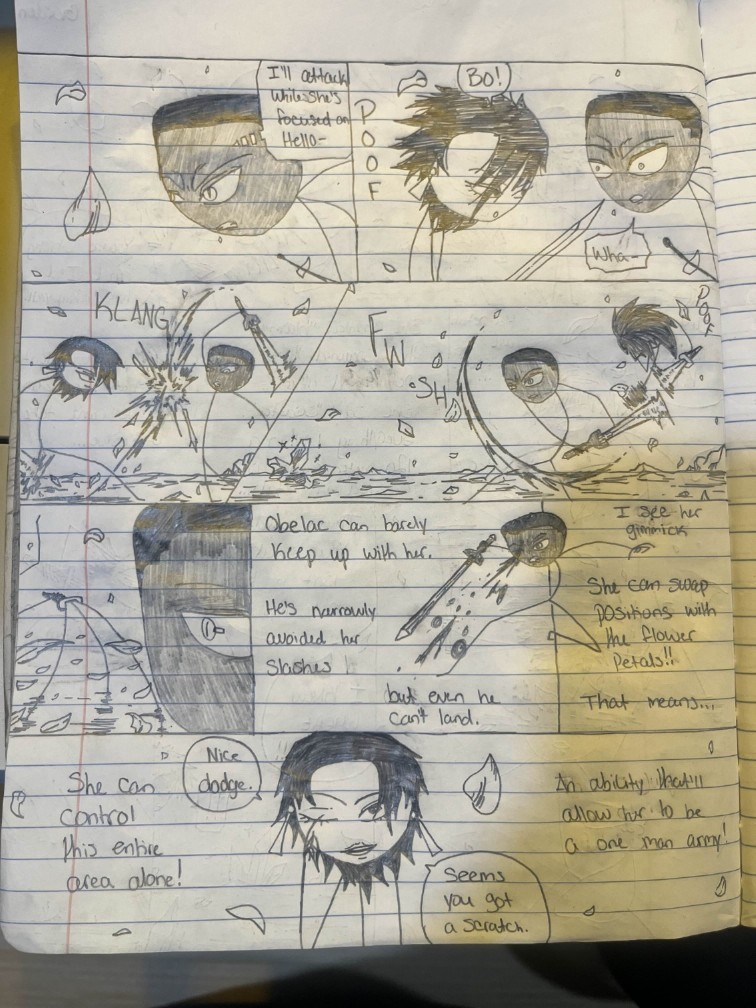 I'll attack
while she's
focused on
Hello-
P
O
O
F
Bo!
Wha-
KLANG
FW
SH
POOF
Obelac can barely
keep up with her.
He's narrowly
avoided her
slashes
but even he
can't land.
I see her
gimmick
She can swap
positions with
the flower
Petals!!
That means...
She can
control
this entire
area alone!
Nice
dodge.
Seems
you got
a scratch.
An ability that'll
allow her to be
a one man army!